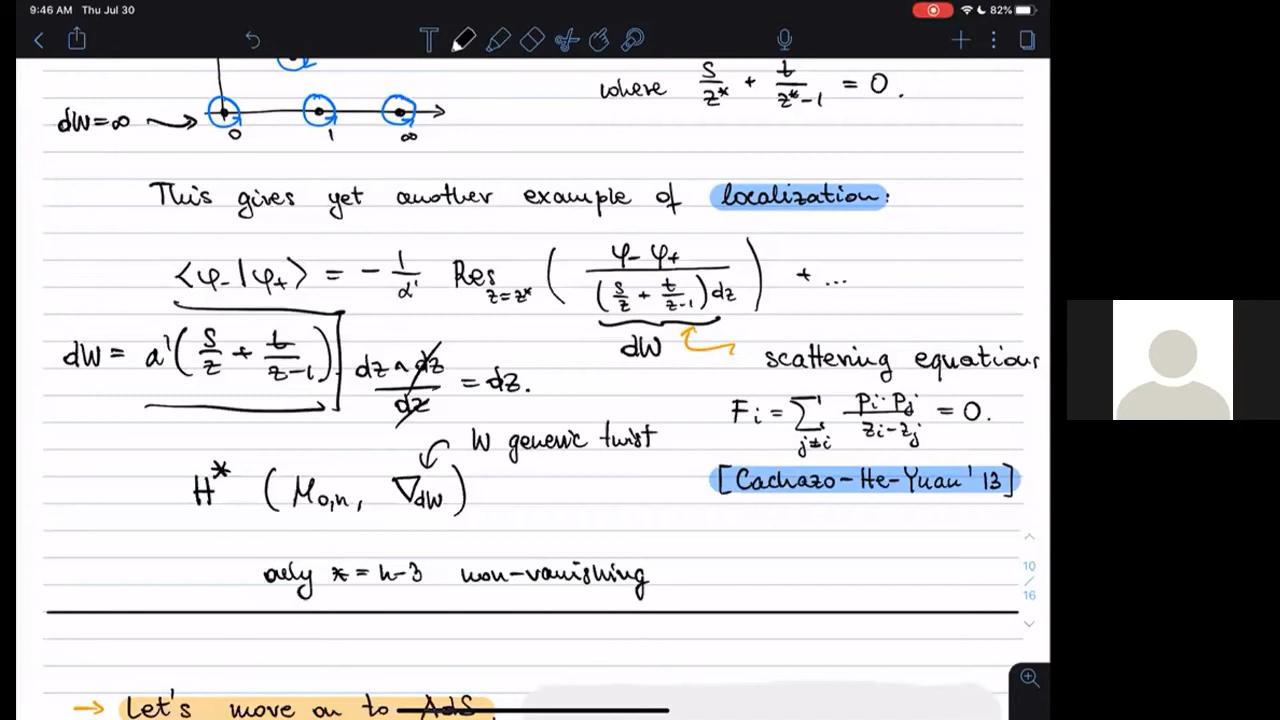 9:46 AM Thu Jul 30
82%
where s/z* + t/(z*-1) = 0.
dW=∞
0 1 ∞
This gives yet another example of localization:
⟨φ₋|φ₊⟩ = - 1/α' Res_{z=z*} ( φ₋ φ₊ / (s/z + t/(z-1)) dz ) + ...
dW
dW = a'(s/z + t/(z-1)) dz ∧ dz̶ / d̶z̶ = dz.
scattering equations
F_i = Σ_{j≠i} p_i·p_j / (z_i-z_j) = 0.
W generic twist
H* (M_{0,n}, ∇_{dW})
[Cachazo-He-Yuan '13]
only * = n-3 non-vanishing
10
/
16
→ Let's move on to A̶d̶S̶.